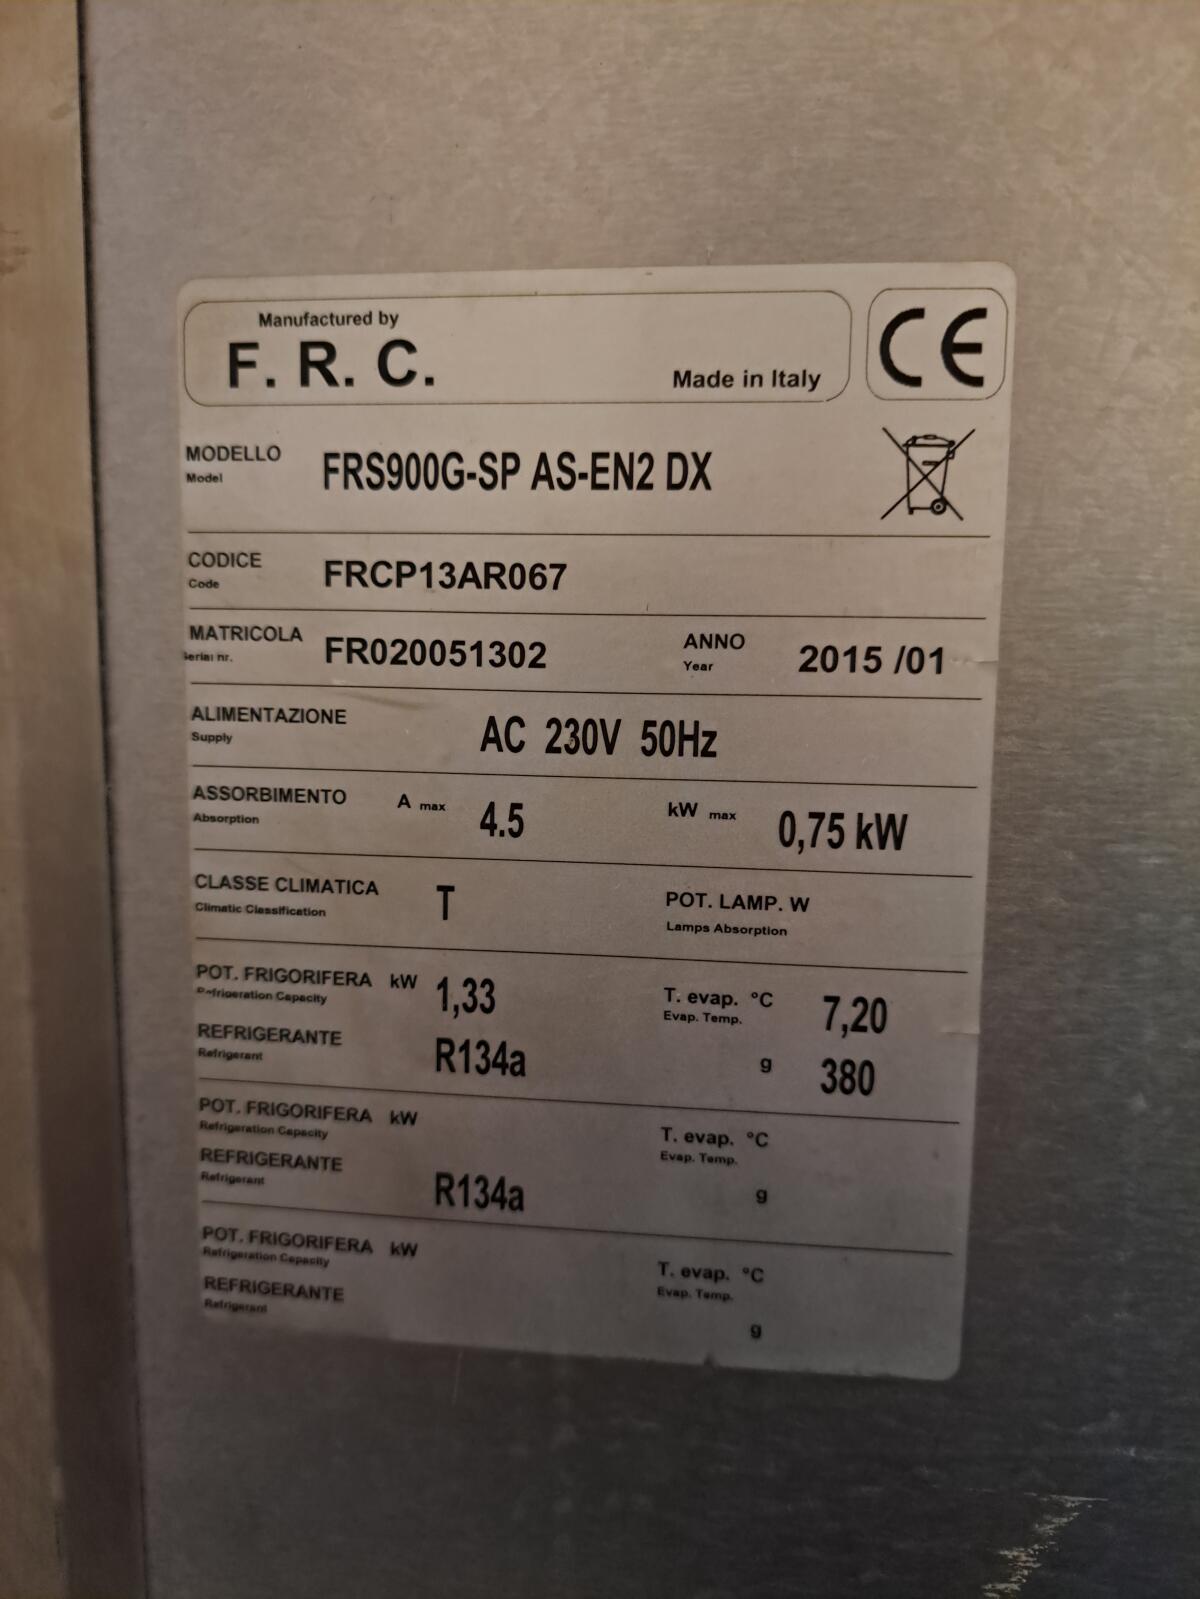 Manufactured by
F. R. C.
Made in Italy
CE
MODELLO
Model
FRS900G-SP AS-EN2 DX
CODICE
Code
FRCP13AR067
MATRICOLA
Serial nr.
FR020051302
ANNO
Year
2015 /01
ALIMENTAZIONE
Supply
AC 230V 50Hz
ASSORBIMENTO
Absorption
A max 4.5
kW max 0,75 kW
CLASSE CLIMATICA
Climatic Classification
T
POT. LAMP. W
Lamps Absorption
POT. FRIGORIFERA kW 1,33
Refrigeration Capacity
T. evap. °C 7,20
Evap. Temp.
REFRIGERANTE
Refrigerant
R134a
g 380
POT. FRIGORIFERA kW
Refrigeration Capacity
T. evap. °C
Evap. Temp.
REFRIGERANTE
Refrigerant
R134a
g
POT. FRIGORIFERA kW
Refrigeration Capacity
T. evap. °C
Evap. Temp.
REFRIGERANTE
Refrigerant
g